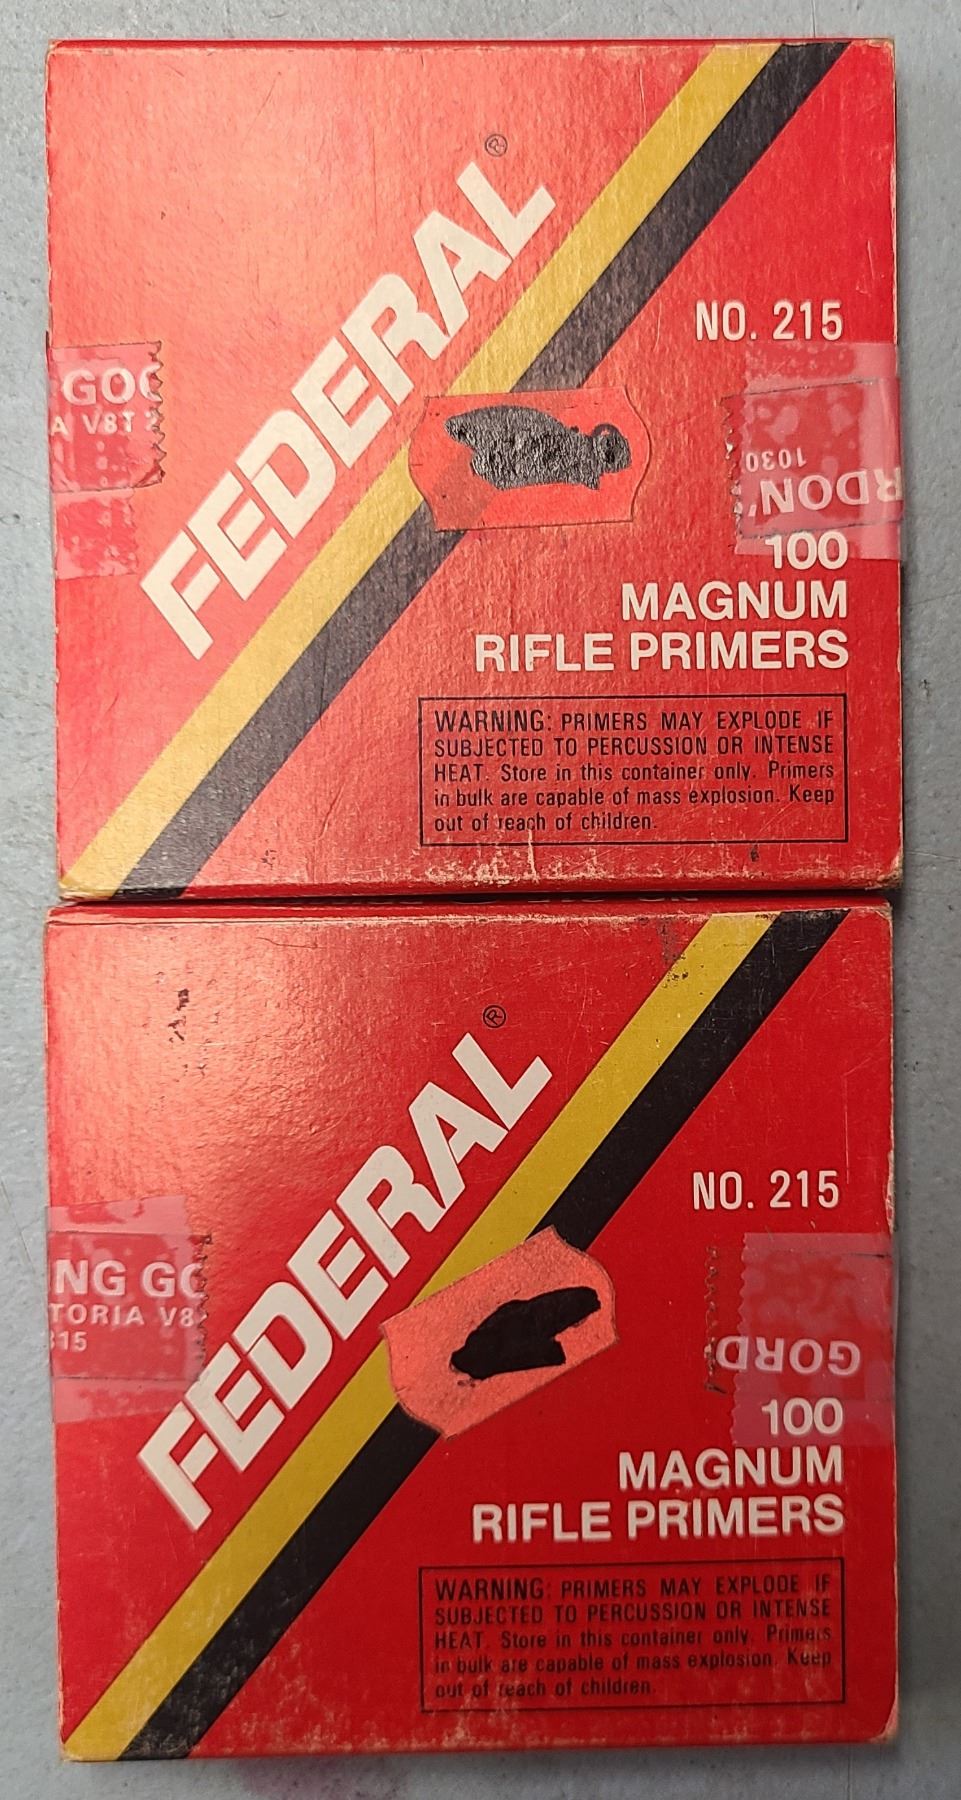 FEDERAL®
NO. 215
GOO
A V8T 2
1030
RDON'
100
MAGNUM
RIFLE PRIMERS
WARNING: PRIMERS MAY EXPLODE IF
SUBJECTED TO PERCUSSION OR INTENSE
HEAT. Store in this container only. Primers
in bulk are capable of mass explosion. Keep
out of reach of children.
FEDERAL®
NO. 215
NG GO
TORIA V8
315
GORD
100
MAGNUM
RIFLE PRIMERS
WARNING: PRIMERS MAY EXPLODE IF
SUBJECTED TO PERCUSSION OR INTENSE
HEAT. Store in this container only. Primers
in bulk are capable of mass explosion. Keep
out of reach of children.